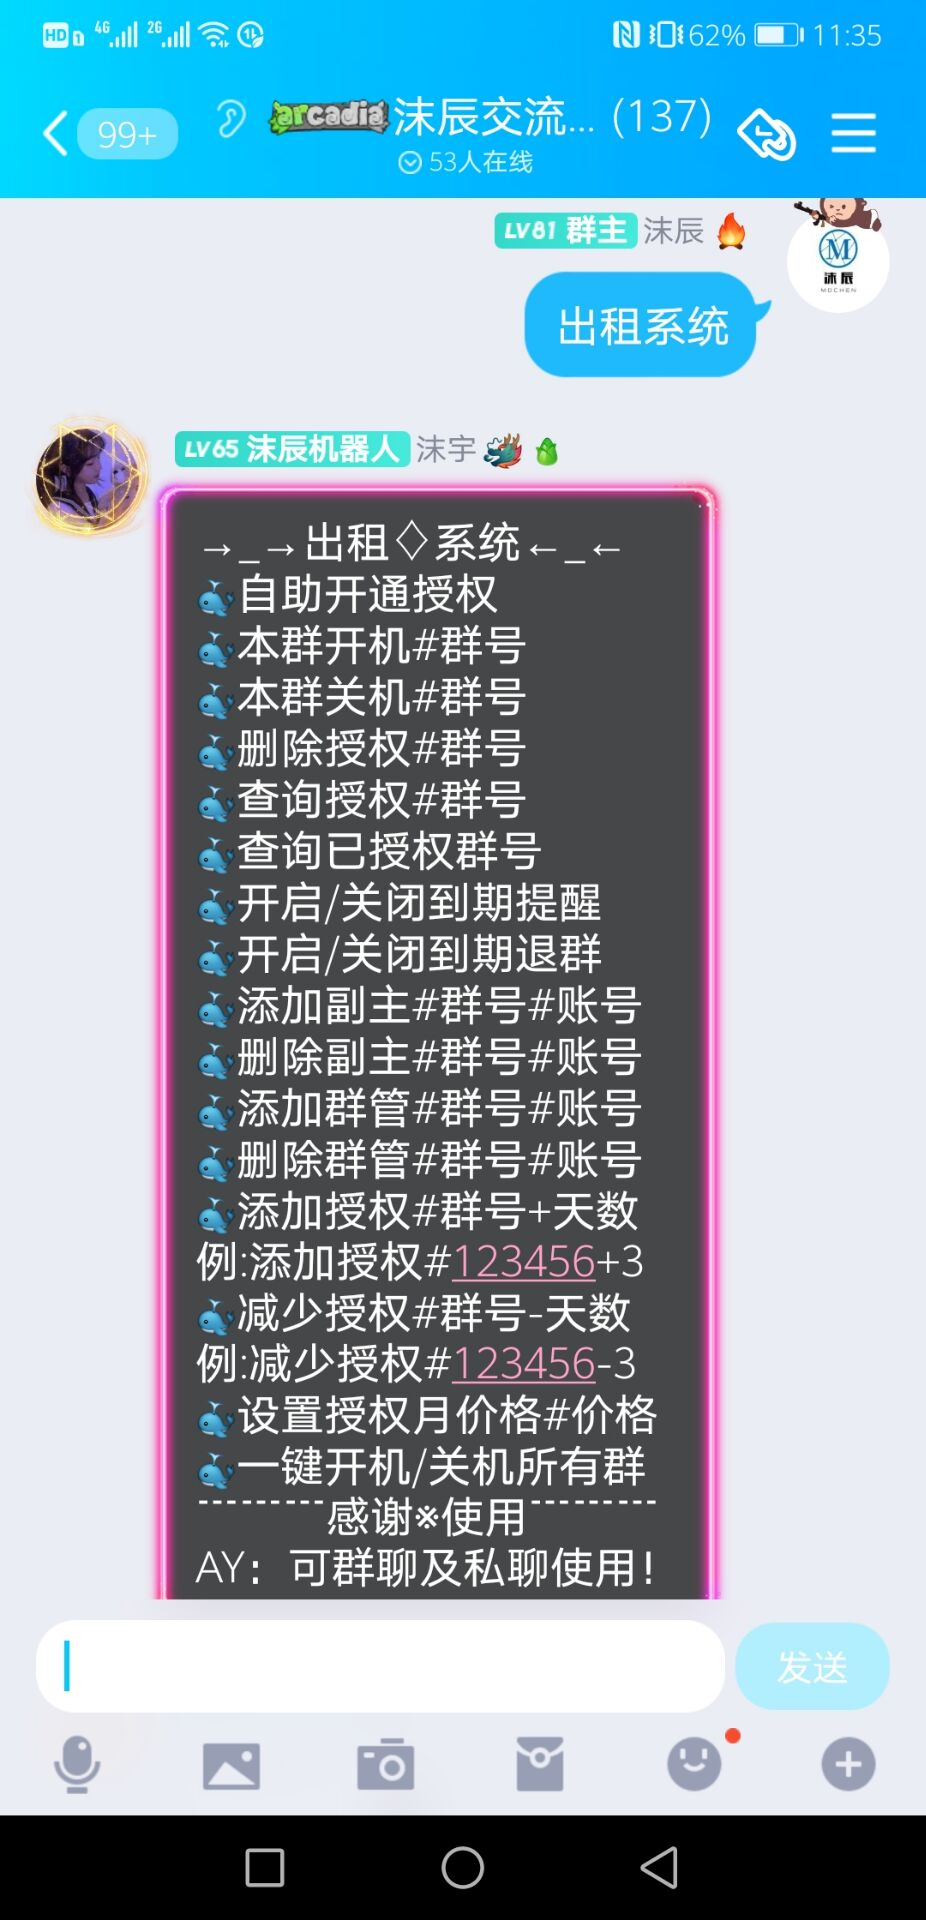 HD 1 4G 2G 62% 11:35
99+ arcadia 沫辰交流... (137)
53人在线
LV81 群主 沫辰
M
沫辰
MOCHEN
出租系统
LV65 沫辰机器人 沫宇
→_→出租♢系统←_←
自助开通授权
本群开机#群号
本群关机#群号
删除授权#群号
查询授权#群号
查询已授权群号
开启/关闭到期提醒
开启/关闭到期退群
添加副主#群号#账号
删除副主#群号#账号
添加群管#群号#账号
删除群管#群号#账号
添加授权#群号+天数
例:添加授权#123456+3
减少授权#群号-天数
例:减少授权#123456-3
设置授权月价格#价格
一键开机/关机所有群
---------感谢※使用---------
AY：可群聊及私聊使用！
发送